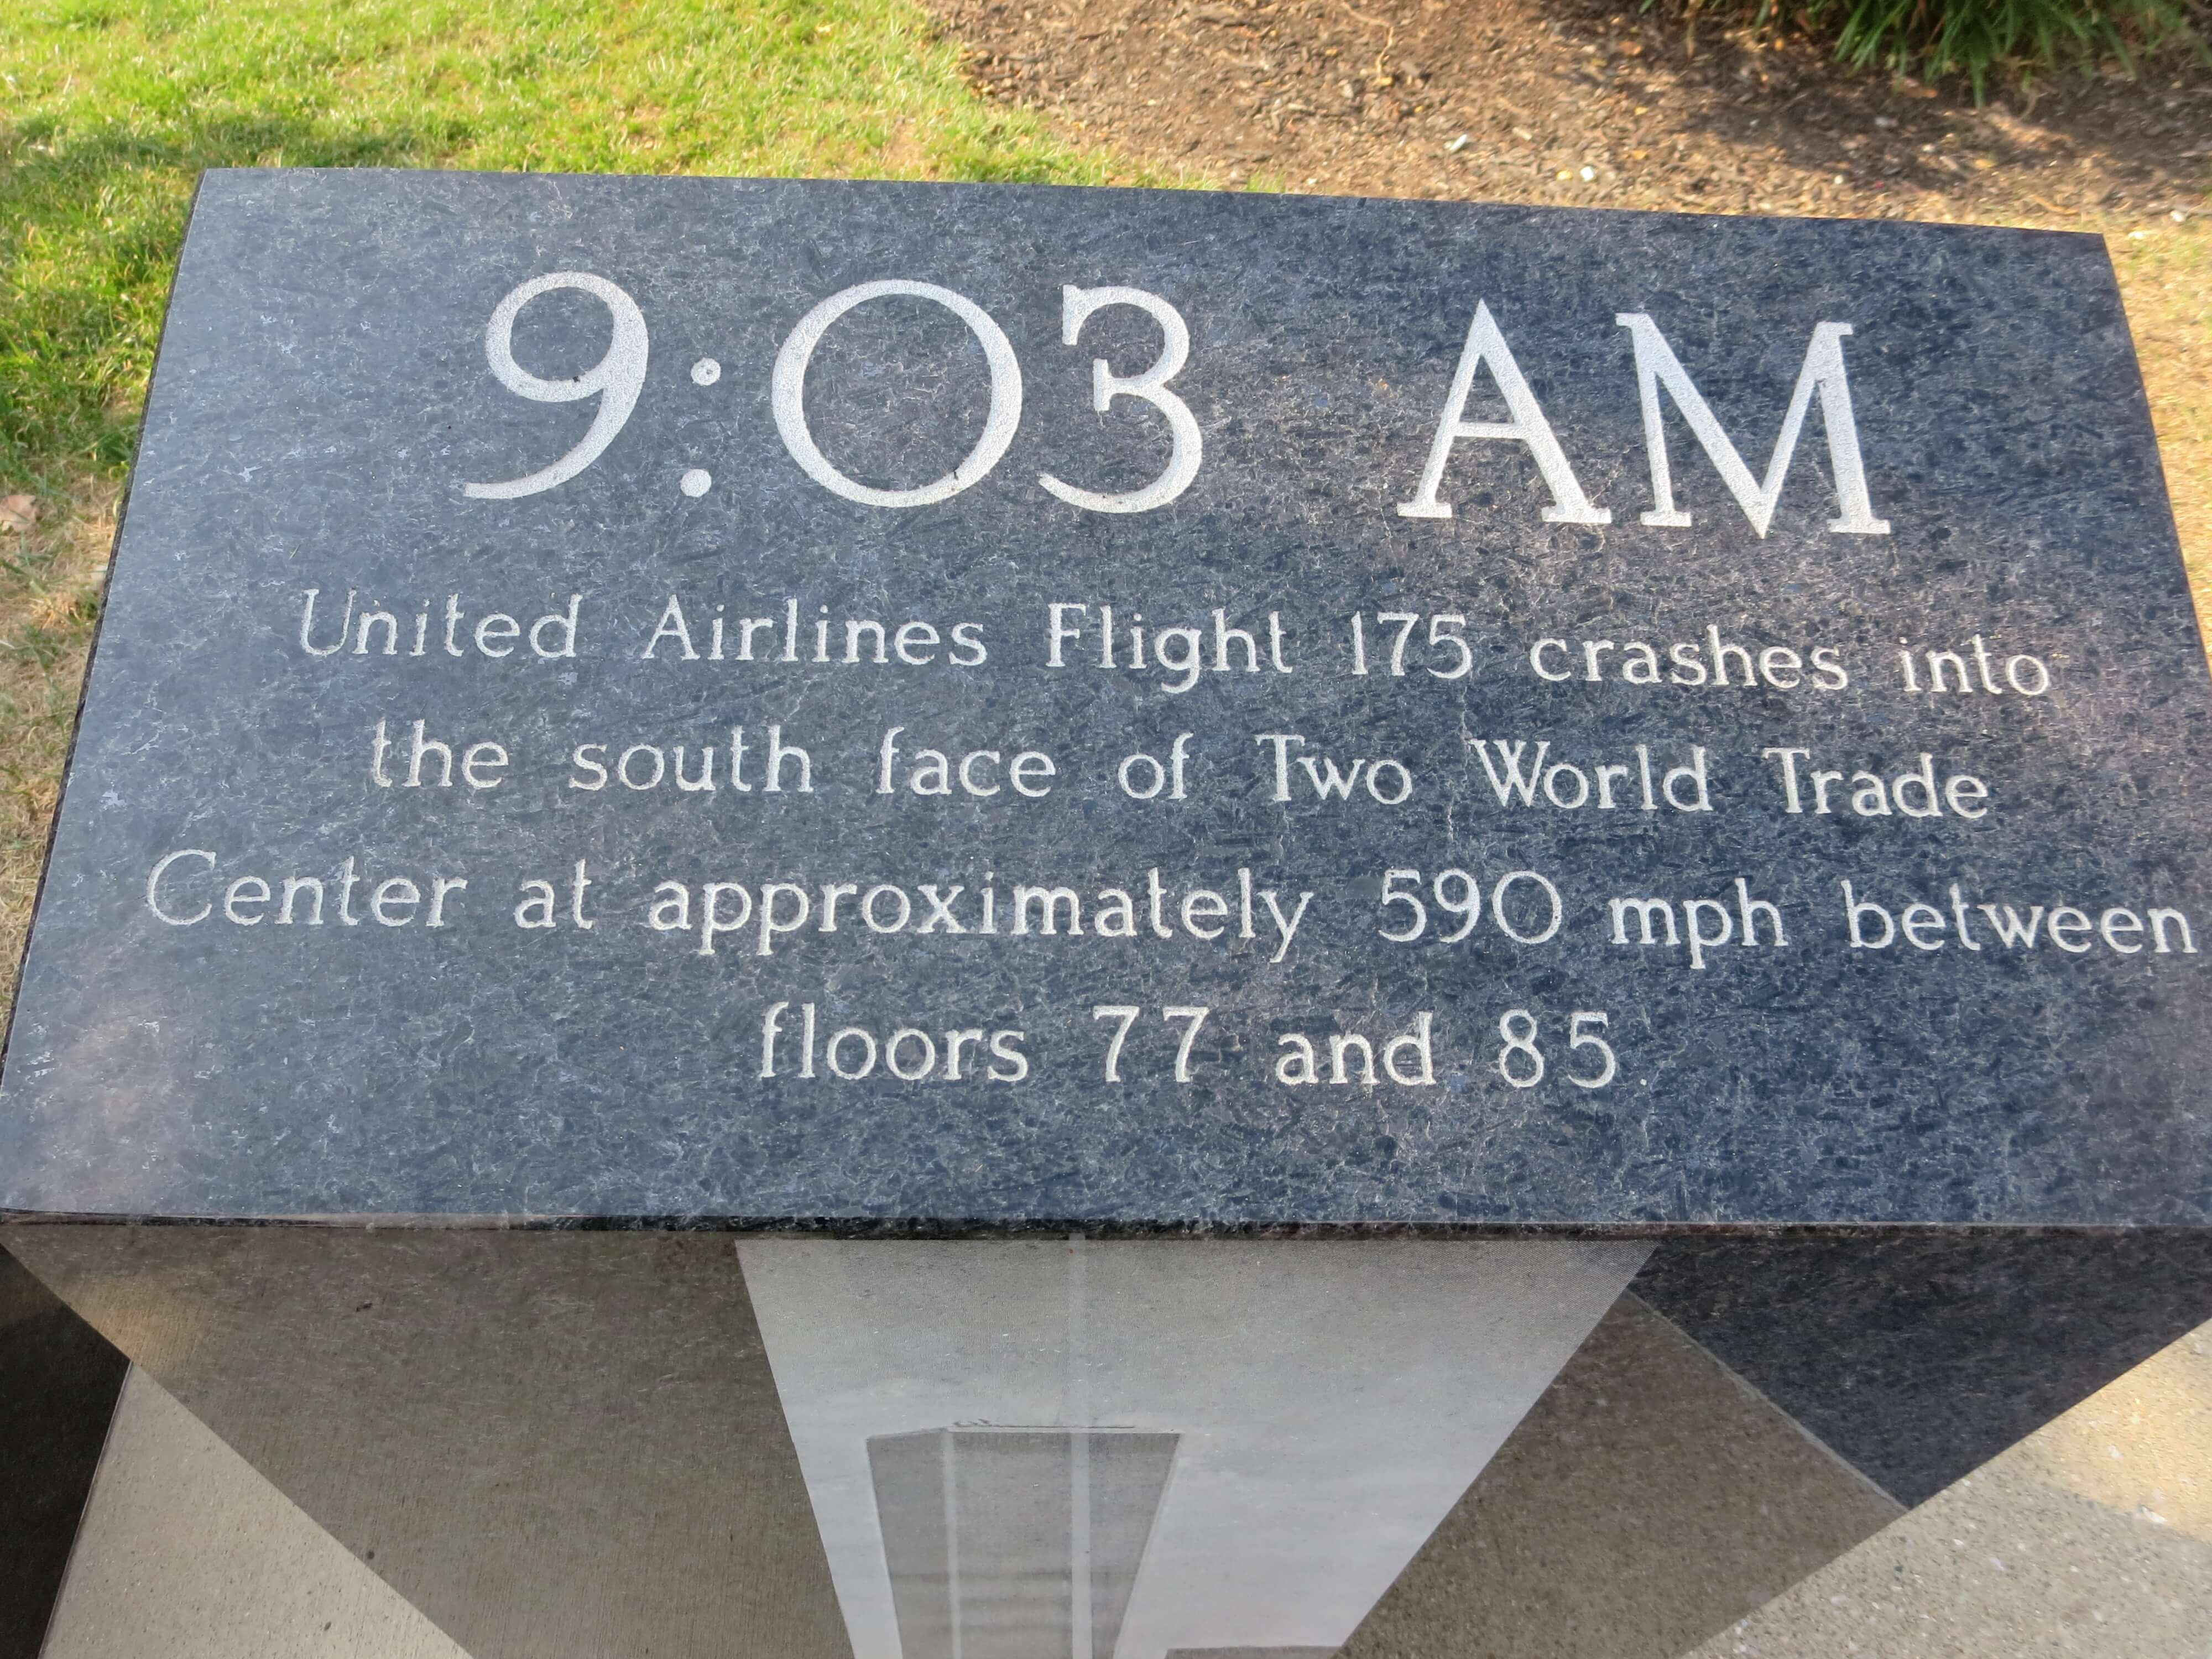 9:03 AM
United Airlines Flight 175 crashes into
the south face of Two World Trade
Center at approximately 590 mph between
floors 77 and 85.